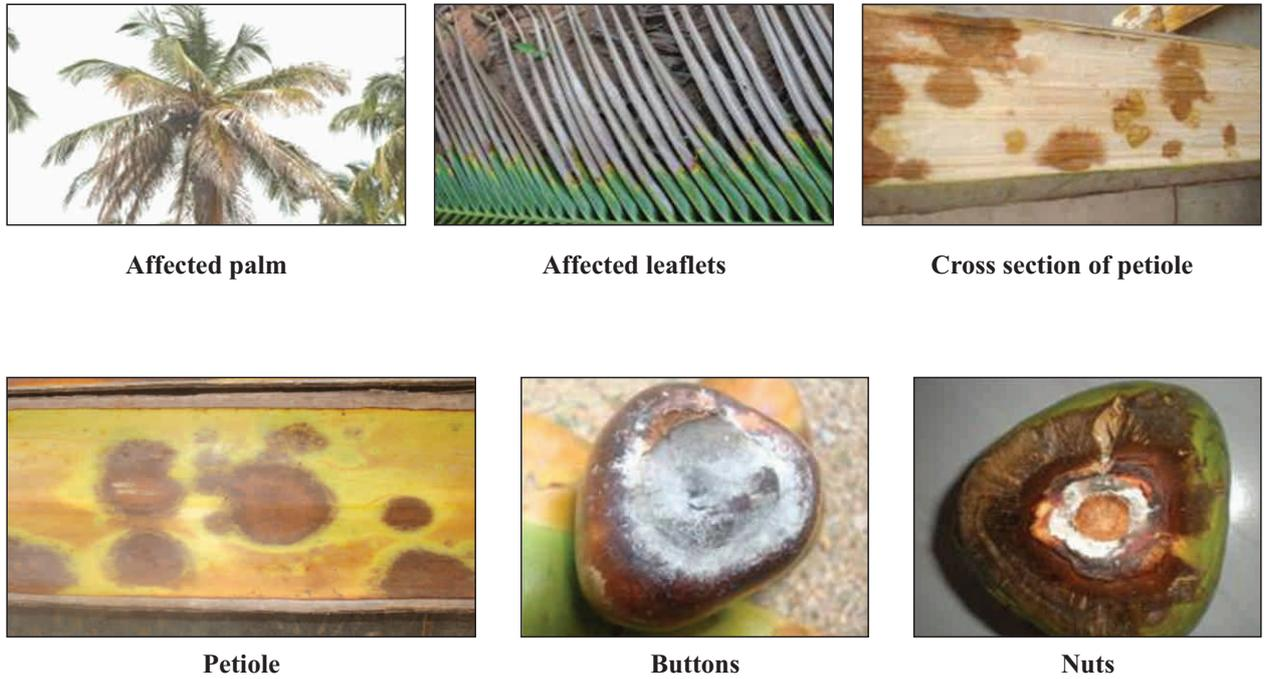 Affected palm
Affected leaflets
Cross section of petiole
Petiole
Buttons
Nuts